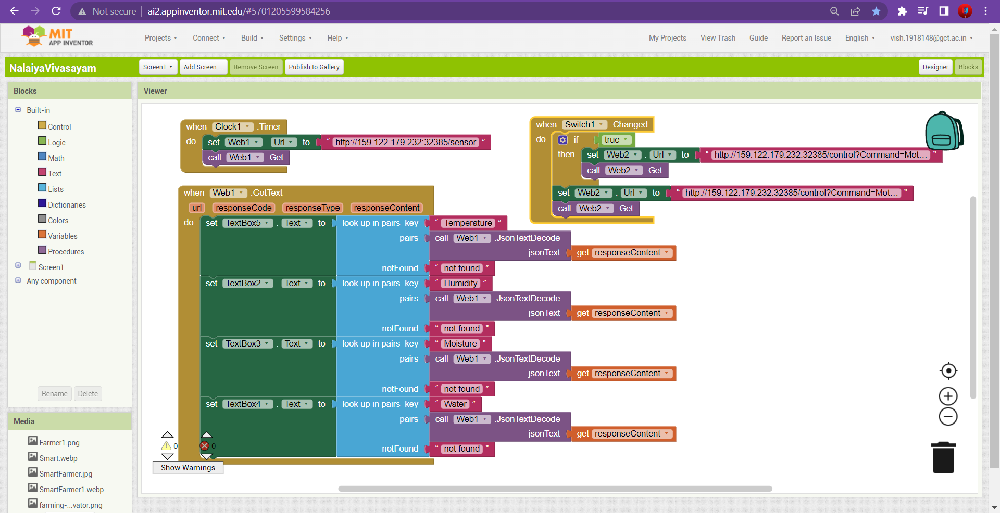 Not secure | ai2.appinventor.mit.edu/#5701205599584256
MIT
APP INVENTOR
Projects Connect Build Settings Help My Projects View Trash Guide Report an Issue English vish.1918148@gct.ac.in
NalaiyaVivasayam Screen1 Add Screen ... Remove Screen Publish to Gallery Designer Blocks
Blocks
Built-in
Control
Logic
Math
Text
Lists
Dictionaries
Colors
Variables
Procedures
Screen1
Any component
Rename Delete
Media
Farmer1.png
Smart.webp
SmartFarmer.jpg
SmartFarmer1.webp
farming-...vator.png
Viewer
when Clock1 .Timer
do set Web1 . Url to “ http://159.122.179.232:32385/sensor ”
call Web1 .Get
when Switch1 .Changed
do if true
then set Web2 . Url to “ http://159.122.179.232:32385/control?Command=Mot... ”
call Web2 .Get
set Web2 . Url to “ http://159.122.179.232:32385/control?Command=Mot... ”
call Web2 .Get
when Web1 .GotText
url responseCode responseType responseContent
do set TextBox5 . Text to look up in pairs key “ Temperature ”
pairs call Web1 .JsonTextDecode
jsonText get responseContent
notFound “ not found ”
set TextBox2 . Text to look up in pairs key “ Humidity ”
pairs call Web1 .JsonTextDecode
jsonText get responseContent
notFound “ not found ”
set TextBox3 . Text to look up in pairs key “ Moisture ”
pairs call Web1 .JsonTextDecode
jsonText get responseContent
notFound “ not found ”
set TextBox4 . Text to look up in pairs key “ Water ”
pairs call Web1 .JsonTextDecode
jsonText get responseContent
notFound “ not found ”
0 0
Show Warnings